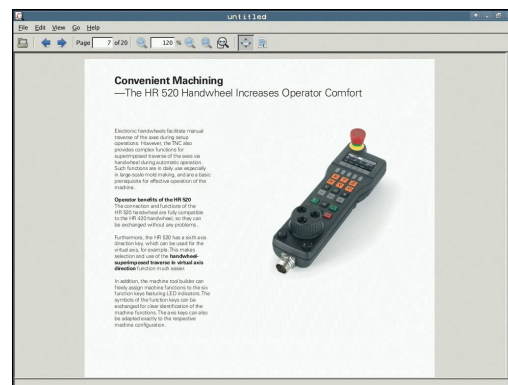 untitled
File Edit View Go Help
Page 7 of 20 120 %
Convenient Machining
—The HR 520 Handwheel Increases Operator Comfort
Electronic handwheels facilitate manual
traverse of the axes during setup
operations. However, the TNC also
provides complex functions for
superimposed traverse of the axes via
handwheel during automatic operation.
Such functions are in daily use especially
in large-scale mold making, and are a basic
prerequisite for effective operation of the
machine.
Operator benefits of the HR 520
The connection and functions of the
HR 520 handwheel are fully compatible
to the HR 420 handwheel, so they can
be exchanged without any problems.
Furthermore, the HR 520 has a sixth axis
direction key, which can be used for the
virtual axis, for example. This makes
selection and use of the handwheel-
superimposed traverse in virtual axis
direction function much easier.
In addition, the machine tool builder can
freely assign machine functions to the six
function keys featuring LED indicators. The
symbols of the function keys can be
exchanged for clear identification of the
machine functions. The axis keys can also
be adapted exactly to the respective
machine configuration.